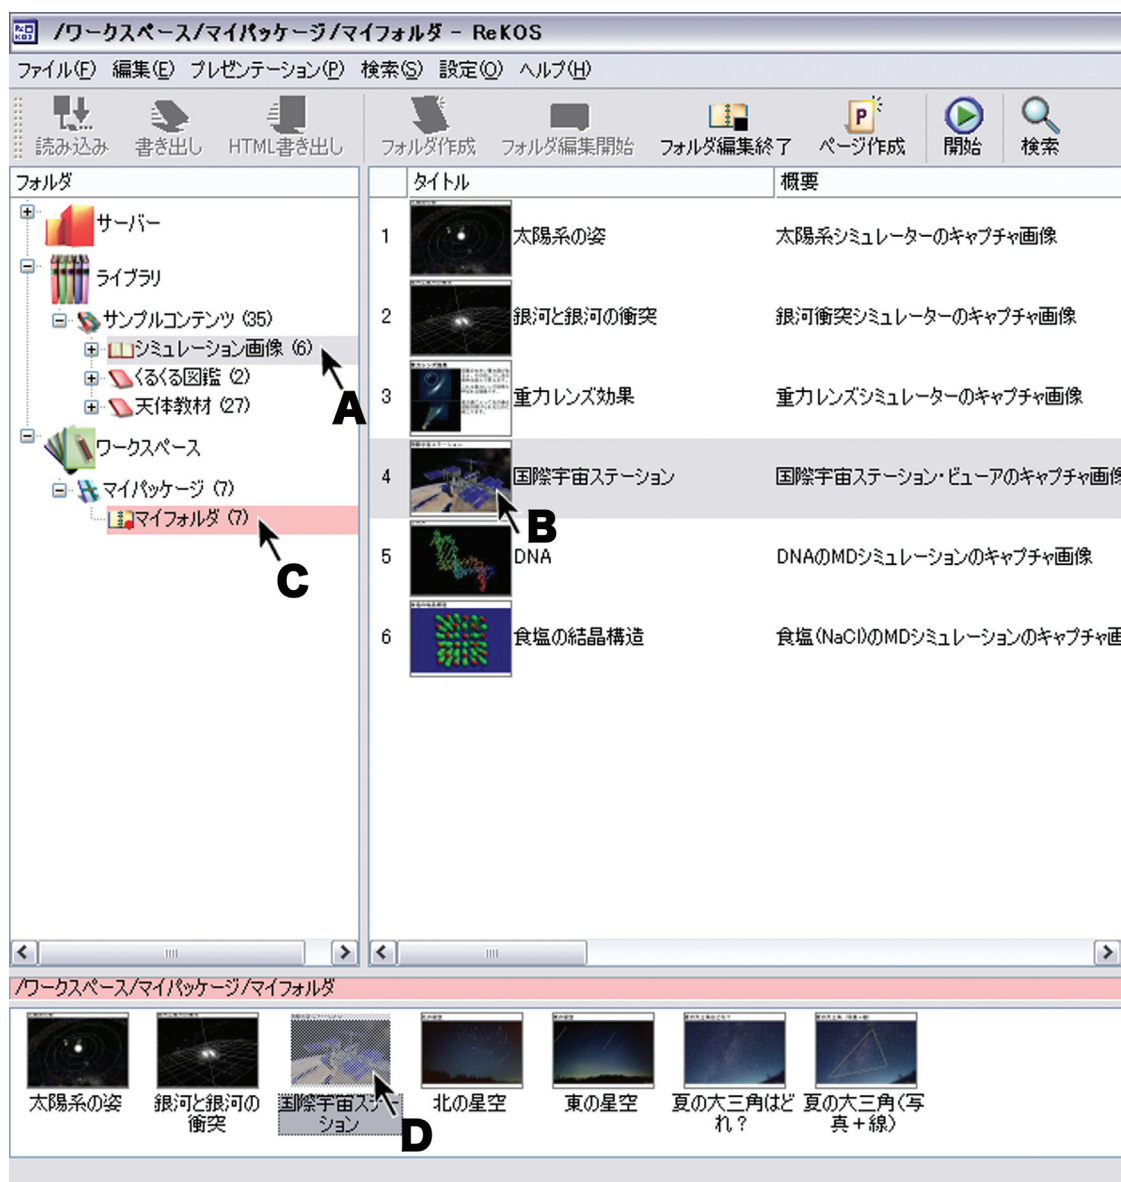 /ワークスペース/マイパッケージ/マイフォルダ - ReKOS
ファイル(F) 編集(E) プレゼンテーション(P) 検索(S) 設定(O) ヘルプ(H)
読み込み 書き出し HTML書き出し フォルダ作成 フォルダ編集開始 フォルダ編集終了 ページ作成 開始 検索
フォルダ
サーバー
ライブラリ
サンプルコンテンツ (35)
シミュレーション画像 (6)
A
くるくる図鑑 (2)
天体教材 (27)
ワークスペース
マイパッケージ (7)
マイフォルダ (7)
C
タイトル 概要
1 太陽系の姿 太陽系シミュレーターのキャプチャ画像
2 銀河と銀河の衝突 銀河衝突シミュレーターのキャプチャ画像
3 重力レンズ効果 重力レンズシミュレーターのキャプチャ画像
4 国際宇宙ステーション 国際宇宙ステーション・ビューアのキャプチャ画像
B
5 DNA DNAのMDシミュレーションのキャプチャ画像
6 食塩の結晶構造 食塩(NaCl)のMDシミュレーションのキャプチャ画
/ワークスペース/マイパッケージ/マイフォルダ
太陽系の姿
銀河と銀河の
衝突
国際宇宙ステー
ション
D
北の星空
東の星空
夏の大三角はど
れ?
夏の大三角(写
真+線)